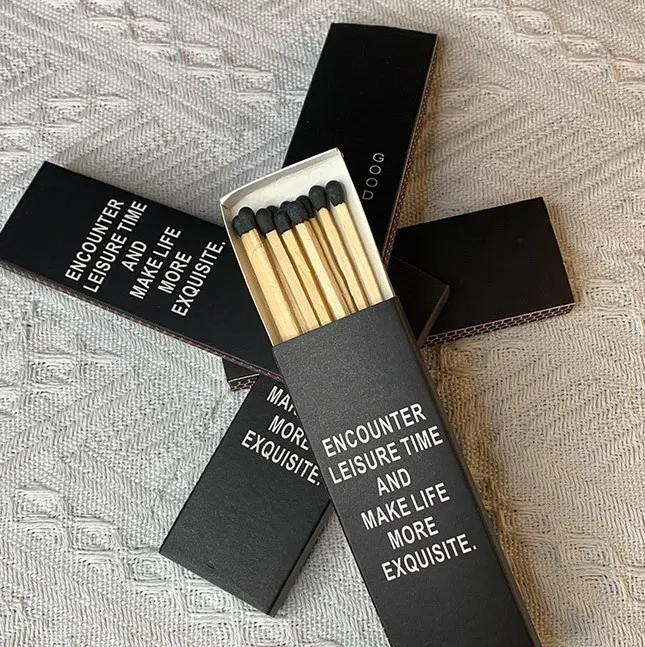 GOOD
ENCOUNTER
LEISURE TIME
AND
MAKE LIFE
MORE
EXQUISITE.
MORE
EXQUISITE.
ENCOUNTER
LEISURE TIME
AND
MAKE LIFE
MORE
EXQUISITE.